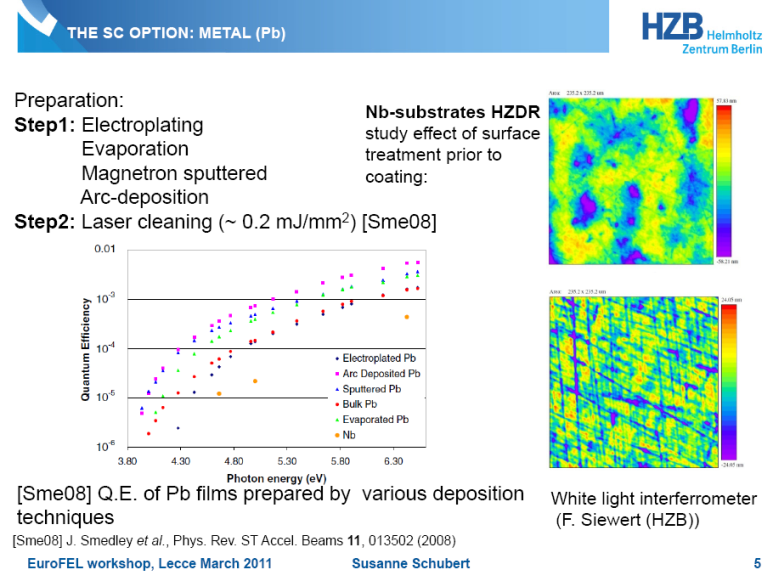 THE SC OPTION: METAL (Pb)
HZB Helmholtz
Zentrum Berlin
Preparation:
Step1: Electroplating
Evaporation
Magnetron sputtered
Arc-deposition
Step2: Laser cleaning (~ 0.2 mJ/mm²) [Sme08]
Nb-substrates HZDR
study effect of surface
treatment prior to
coating:
Area: 235.2 x 235.2 um
57.83 nm
Quantum Efficiency
0.01
10⁻³
10⁻⁴
10⁻⁵
10⁻⁶
Electroplated Pb
Arc Deposited Pb
Sputtered Pb
Bulk Pb
Evaporated Pb
Nb
3.80 4.30 4.80 5.30 5.80 6.30
Photon energy (eV)
-56.21 nm
Area: 235.2 x 235.2 um
24.05 nm
-24.05 nm
[Sme08] Q.E. of Pb films prepared by various deposition
techniques
White light interferrometer
(F. Siewert (HZB))
[Sme08] J. Smedley et al., Phys. Rev. ST Accel. Beams 11, 013502 (2008)
EuroFEL workshop, Lecce March 2011 Susanne Schubert 5